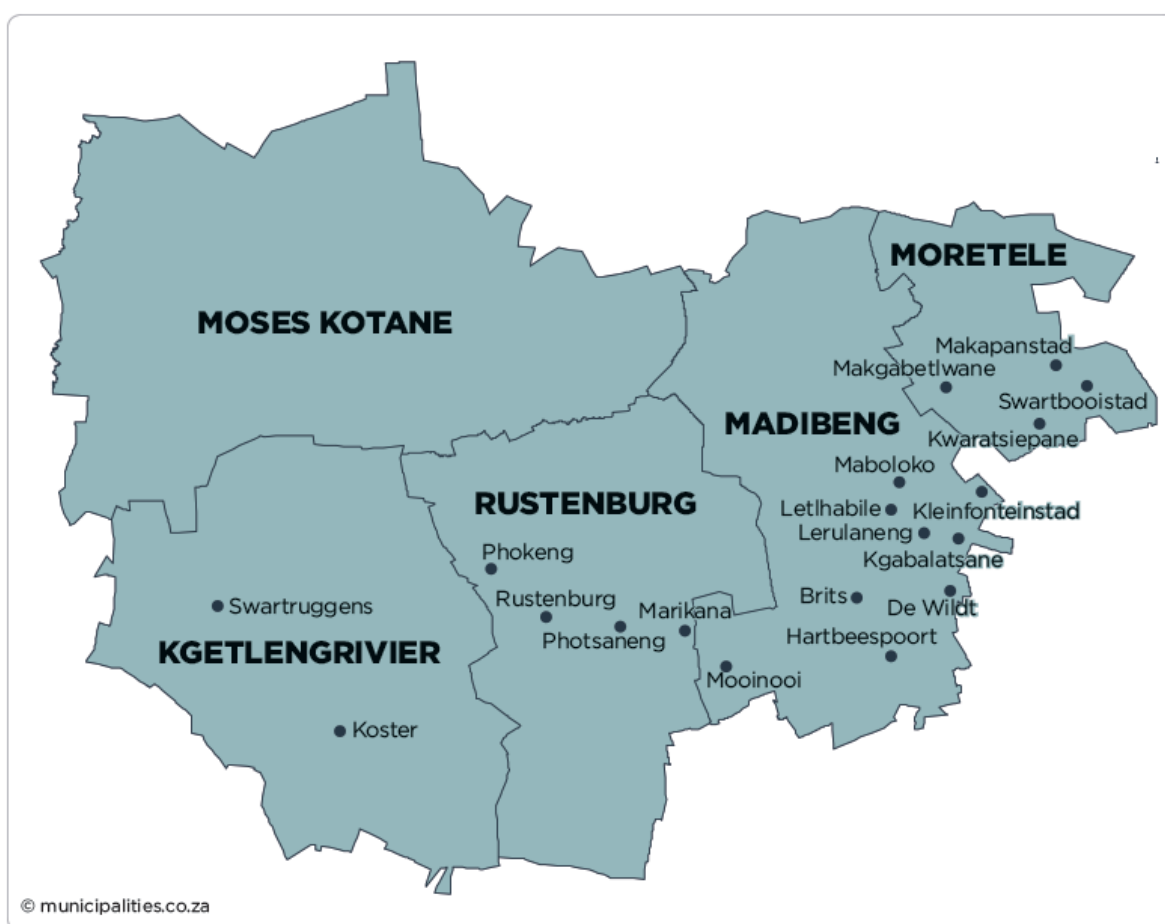 1
MORETELE
MOSES KOTANE
Makapanstad
Makgabetlwane
Swartbooistad
MADIBENG
Kwaratsiepane
Maboloko
RUSTENBURG
Letlhabile
Kleinfonteinstad
Lerulaneng
Phokeng
Kgabalatsane
Swartruggens
Rustenburg
Marikana
Brits
De Wildt
Photsaneng
Hartbeespoort
KGETLENGRIVIER
Mooinooi
Koster
© municipalities.co.za